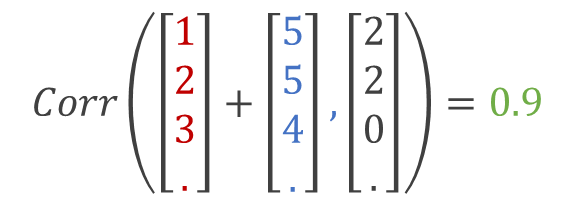 Corr([1 2 3 .] + [5 5 4 .] , [2 2 0 .]) = 0.9